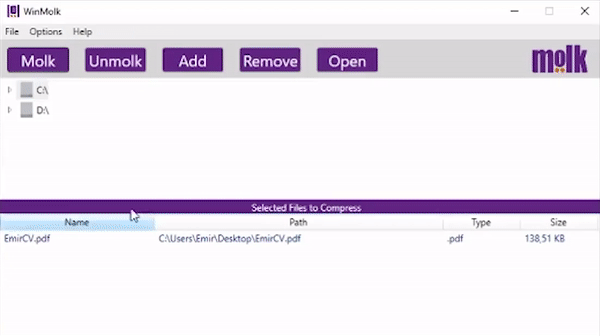 WinMolk
File Options Help
Molk Unmolk Add Remove Open molk
C:\
D:\
Selected Files to Compress
Name Path Type Size
EmirCV.pdf C:\Users\Emir\Desktop\EmirCV.pdf .pdf 138,51 KB